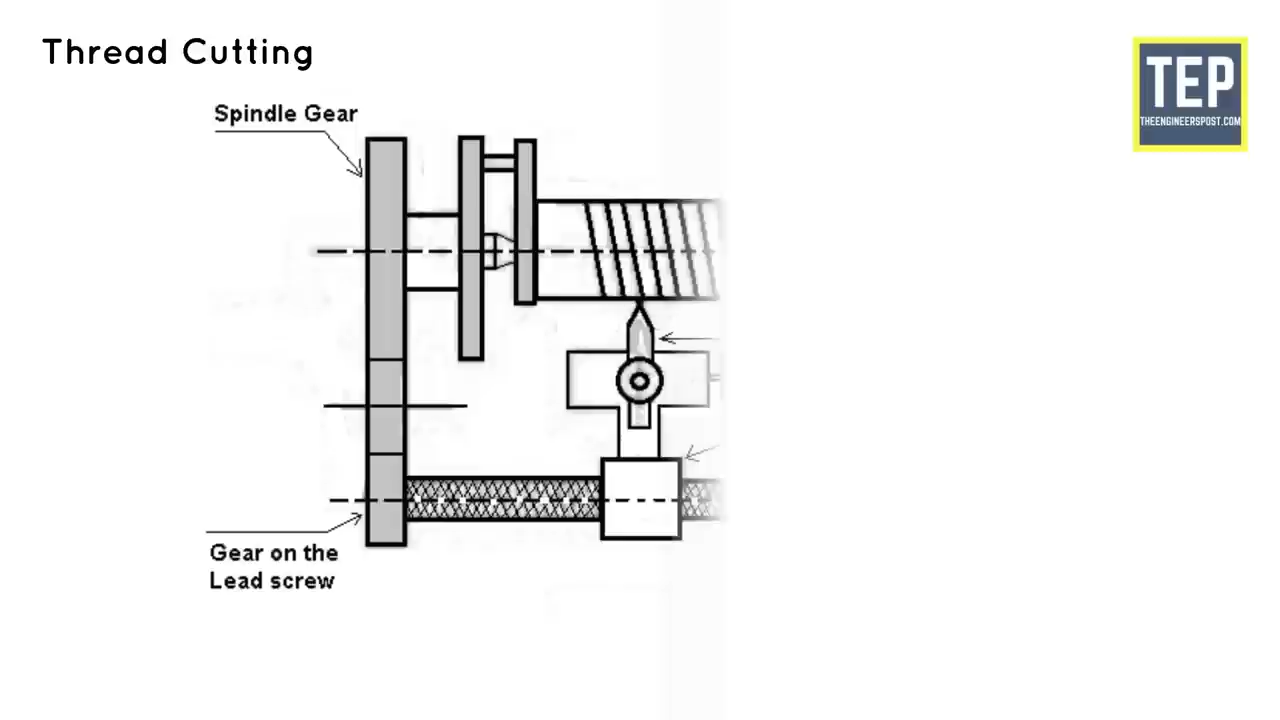 Thread Cutting
TEP
THEENGINEERSPOST.COM
Spindle Gear
Gear on the
Lead screw